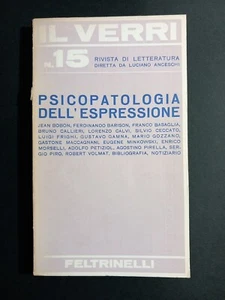 IL VERRI
N. 15
RIVISTA DI LETTERATURA
DIRETTA DA LUCIANO ANCESCHI
PSICOPATOLOGIA
DELL'ESPRESSIONE
JEAN BOBON, FERDINANDO BARISON, FRANCO BASAGLIA,
BRUNO CALLIERI, LORENZO CALVI, SILVIO CECCATO,
LUIGI FRIGHI, GUSTAVO GAMNA, MARIO GOZZANO,
GASTONE MACCAGNANI, EUGENE MINKOWSKI, ENRICO
MORSELLI, ADOLFO PETIZIOL, AGOSTINO PIRELLA, SER-
GIO PIRO, ROBERT VOLMAT. BIBLIOGRAFIA, NOTIZIARIO
FELTRINELLI